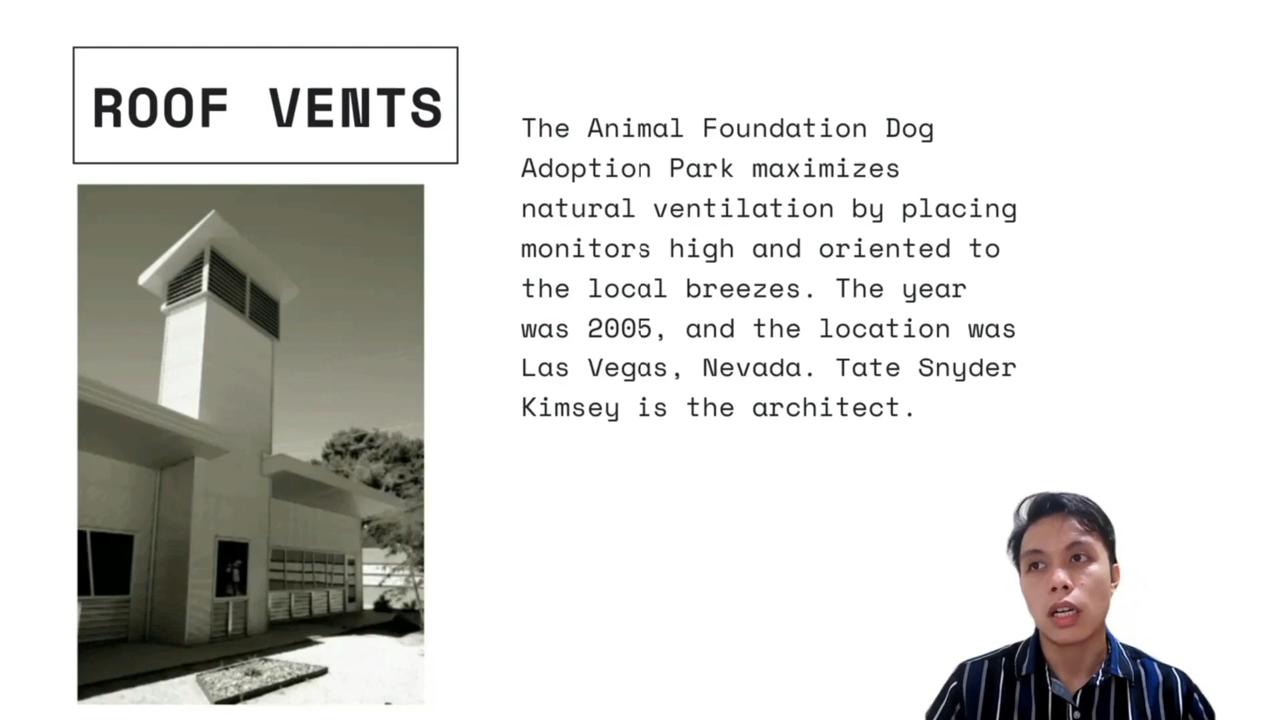 ROOF VENTS
The Animal Foundation Dog
Adoption Park maximizes
natural ventilation by placing
monitors high and oriented to
the local breezes. The year
was 2005, and the location was
Las Vegas, Nevada. Tate Snyder
Kimsey is the architect.